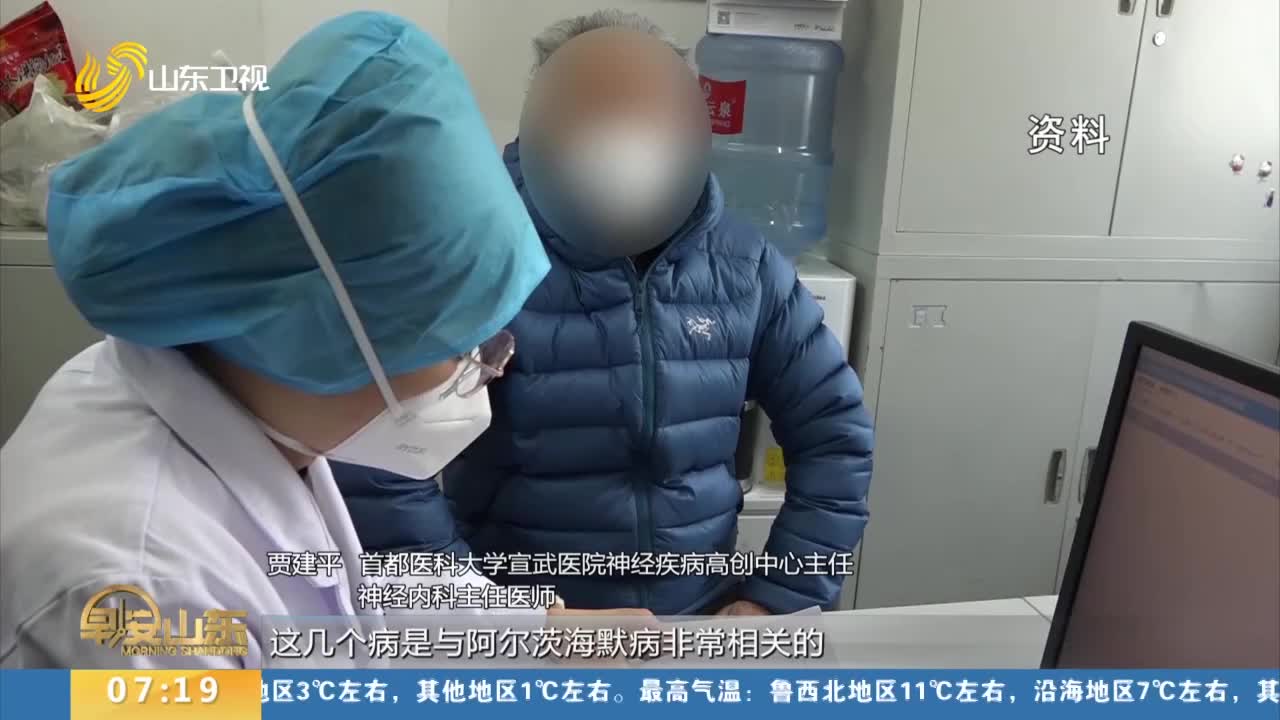 山东卫视
云泉
资料
贾建平 首都医科大学宣武医院神经疾病高创中心主任
神经内科主任医师
早安山东
MORNING SHANDONG
这几个病是与阿尔茨海默病非常相关的
07:19
地区3℃左右，其他地区1℃左右。最高气温：鲁西北地区11℃左右，沿海地区7℃左右，其